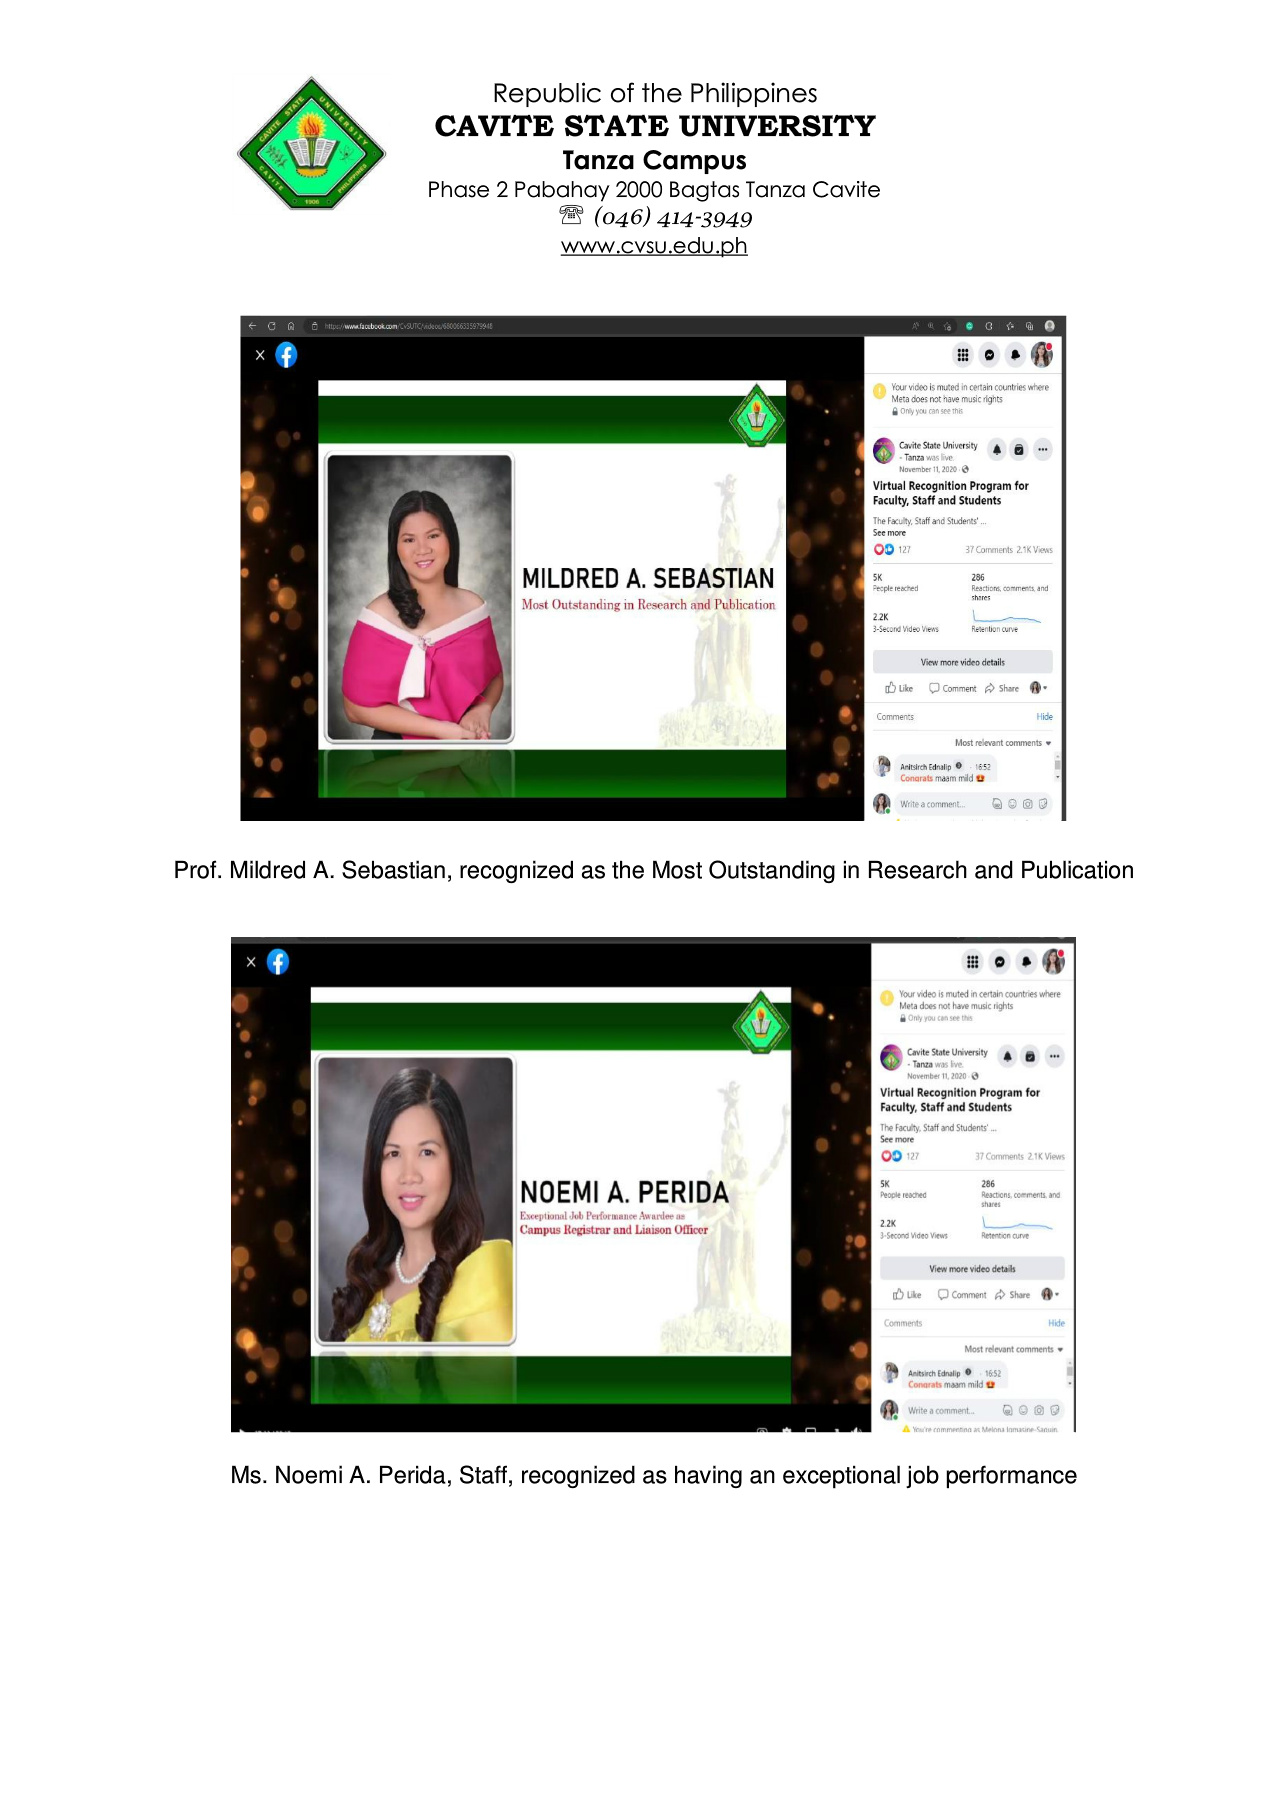 Republic of the Philippines
CAVITE STATE UNIVERSITY
Tanza Campus
Phase 2 Pabahay 2000 Bagtas Tanza Cavite
☏ (046) 414-3949
www.cvsu.edu.ph
CAVITE STATE UNIVERSITY
CAVITE PHILIPPINES
1906
https://www.facebook.com/CvSUTC/videos/680066335979948
Your video is muted in certain countries where
Meta does not have music rights
Only you can see this
Cavite State University
- Tanza was live.
November 11, 2020 ·
Virtual Recognition Program for
Faculty, Staff and Students
The Faculty, Staff and Students' ...
See more
127 37 Comments 2.1K Views
5K 286
People reached Reactions, comments, and
shares
2.2K
3-Second Video Views Retention curve
View more video details
Like Comment Share
Comments Hide
Most relevant comments
Anitsirch Ednalip · 16:52
Congrats maam mild
Write a comment...
MILDRED A. SEBASTIAN
Most Outstanding in Research and Publication
Prof. Mildred A. Sebastian, recognized as the Most Outstanding in Research and Publication
Your video is muted in certain countries where
Meta does not have music rights
Only you can see this
Cavite State University
- Tanza was live.
November 11, 2020 ·
Virtual Recognition Program for
Faculty, Staff and Students
The Faculty, Staff and Students' ...
See more
127 37 Comments 2.1K Views
5K 286
People reached Reactions, comments, and
shares
2.2K
3-Second Video Views Retention curve
View more video details
Like Comment Share
Comments Hide
Most relevant comments
Anitsirch Ednalip · 16:52
Congrats maam mild
Write a comment...
You're commenting as Melona
NOEMI A. PERIDA
Exceptional Job Performance Awardee as
Campus Registrar and Liaison Officer
Ms. Noemi A. Perida, Staff, recognized as having an exceptional job performance